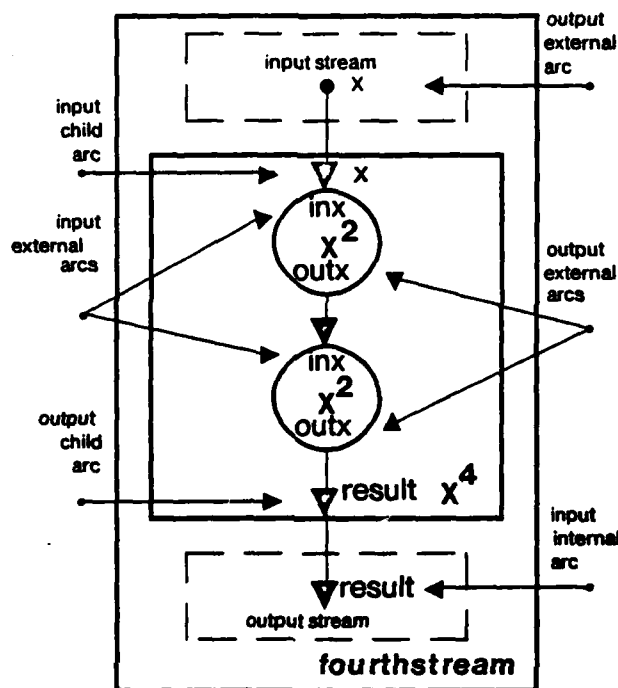 output
external
arc
input stream
x
input
child
arc
x
inx
X²
outx
input
external
arcs
output
external
arcs
inx
X²
outx
output
child
arc
result X⁴
input
internal
arc
result
output stream
fourthstream